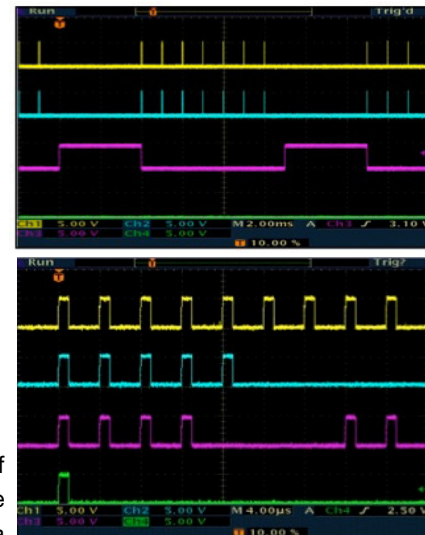 Run Trig'd
T
T
Ch1 5.00 V Ch2 5.00 V M 2.00ms A Ch3 ʃ 3.10 V
Ch3 5.00 V Ch4 5.00 V
T 10.00 %
Run Trig?
T
T
Ch1 5.00 V Ch2 5.00 V M 4.00µs A Ch4 ʃ 2.50 V
Ch3 5.00 V Ch4 5.00 V
T 10.00 %